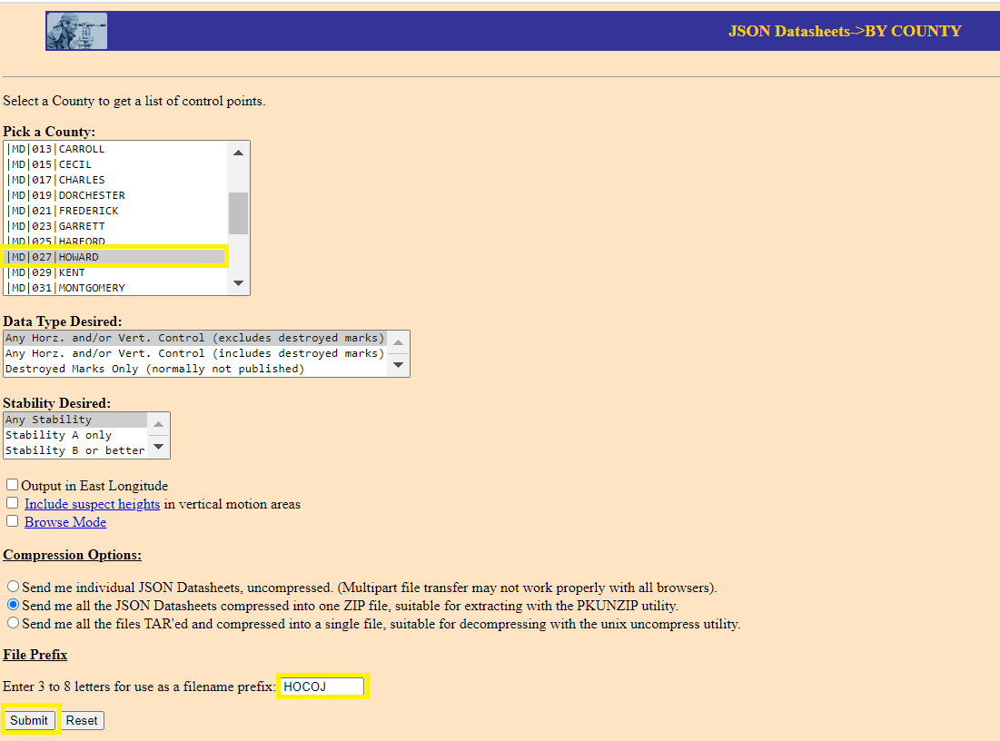 JSON Datasheets->BY COUNTY
Select a County to get a list of control points.
Pick a County:
|MD|013|CARROLL
|MD|015|CECIL
|MD|017|CHARLES
|MD|019|DORCHESTER
|MD|021|FREDERICK
|MD|023|GARRETT
|MD|025|HARFORD
|MD|027|HOWARD
|MD|029|KENT
|MD|031|MONTGOMERY
Data Type Desired:
Any Horz. and/or Vert. Control (excludes destroyed marks)
Any Horz. and/or Vert. Control (includes destroyed marks)
Destroyed Marks Only (normally not published)
Stability Desired:
Any Stability
Stability A only
Stability B or better
Output in East Longitude
Include suspect heights in vertical motion areas
Browse Mode
Compression Options:
Send me individual JSON Datasheets, uncompressed. (Multipart file transfer may not work properly with all browsers).
Send me all the JSON Datasheets compressed into one ZIP file, suitable for extracting with the PKUNZIP utility.
Send me all the files TAR'ed and compressed into a single file, suitable for decompressing with the unix uncompress utility.
File Prefix
Enter 3 to 8 letters for use as a filename prefix: HOCOJ
Submit Reset